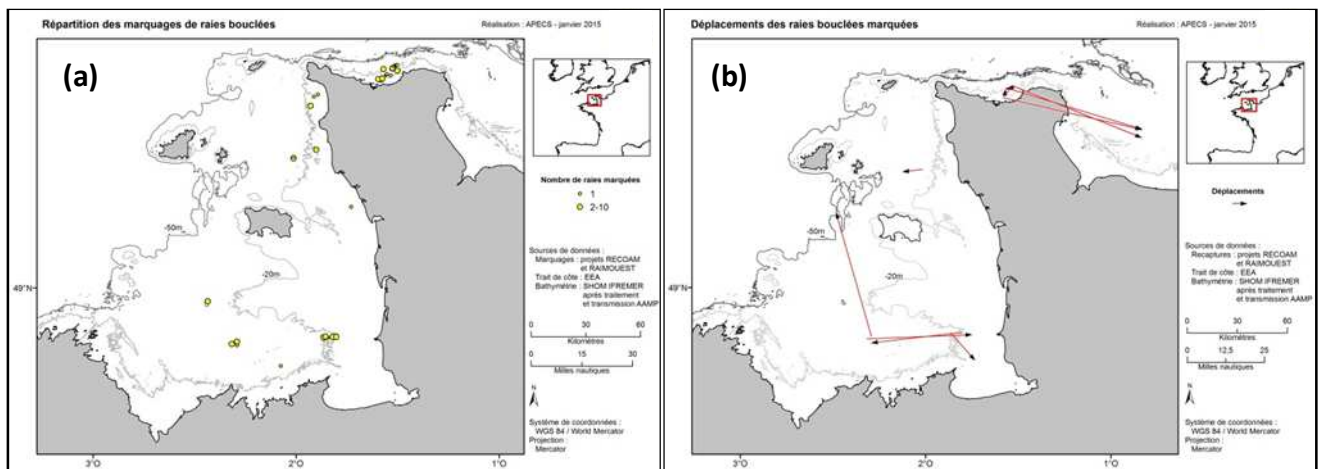 Répartition des marquages de raies bouclées
Réalisation : APECS - janvier 2015
(a)
-50m
-20m
49°N
3°O
2°O
1°O
Nombre de raies marquées
1
2-10
Sources de données :
Marquages : projets RECOAM
et RAIMOUEST
Trait de côte : EEA
Bathymétrie : SHOM IFREMER
après traitement
et transmission AAMP
0 30 60
Kilomètres
0 15 30
Milles nautiques
N
Système de coordonnées :
WGS 84 / World Mercator
Projection :
Mercator
Déplacements des raies bouclées marquées
Réalisation : APECS - janvier 2015
(b)
-50m
-20m
49°N
3°O
2°O
1°O
Déplacements
Sources de données :
Recaptures : projets RECOAM
et RAIMOUEST
Trait de côte : EEA
Bathymétrie : SHOM IFREMER
après traitement
et transmission AAMP
0 30 60
Kilomètres
0 12,5 25
Milles nautiques
N
Système de coordonnées :
WGS 84 / World Mercator
Projection :
Mercator